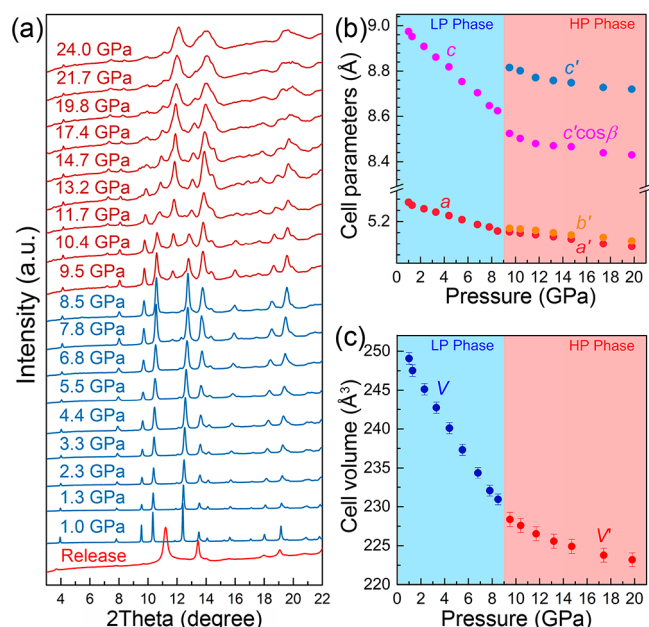 (a)
24.0 GPa
21.7 GPa
19.8 GPa
17.4 GPa
14.7 GPa
13.2 GPa
11.7 GPa
10.4 GPa
9.5 GPa
8.5 GPa
7.8 GPa
6.8 GPa
5.5 GPa
4.4 GPa
3.3 GPa
2.3 GPa
1.3 GPa
1.0 GPa
Release
Intensity (a.u.)
4 6 8 10 12 14 16 18 20 22
2Theta (degree)
(b)
LP Phase
HP Phase
9.0
8.8
8.6
8.4
5.2
Cell parameters (Å)
c
c'
c'cosβ
a
b'
a'
0 2 4 6 8 10 12 14 16 18 20
Pressure (GPa)
(c)
LP Phase
HP Phase
250
245
240
235
230
225
220
Cell volume (Å³)
V
V'
0 2 4 6 8 10 12 14 16 18 20
Pressure (GPa)